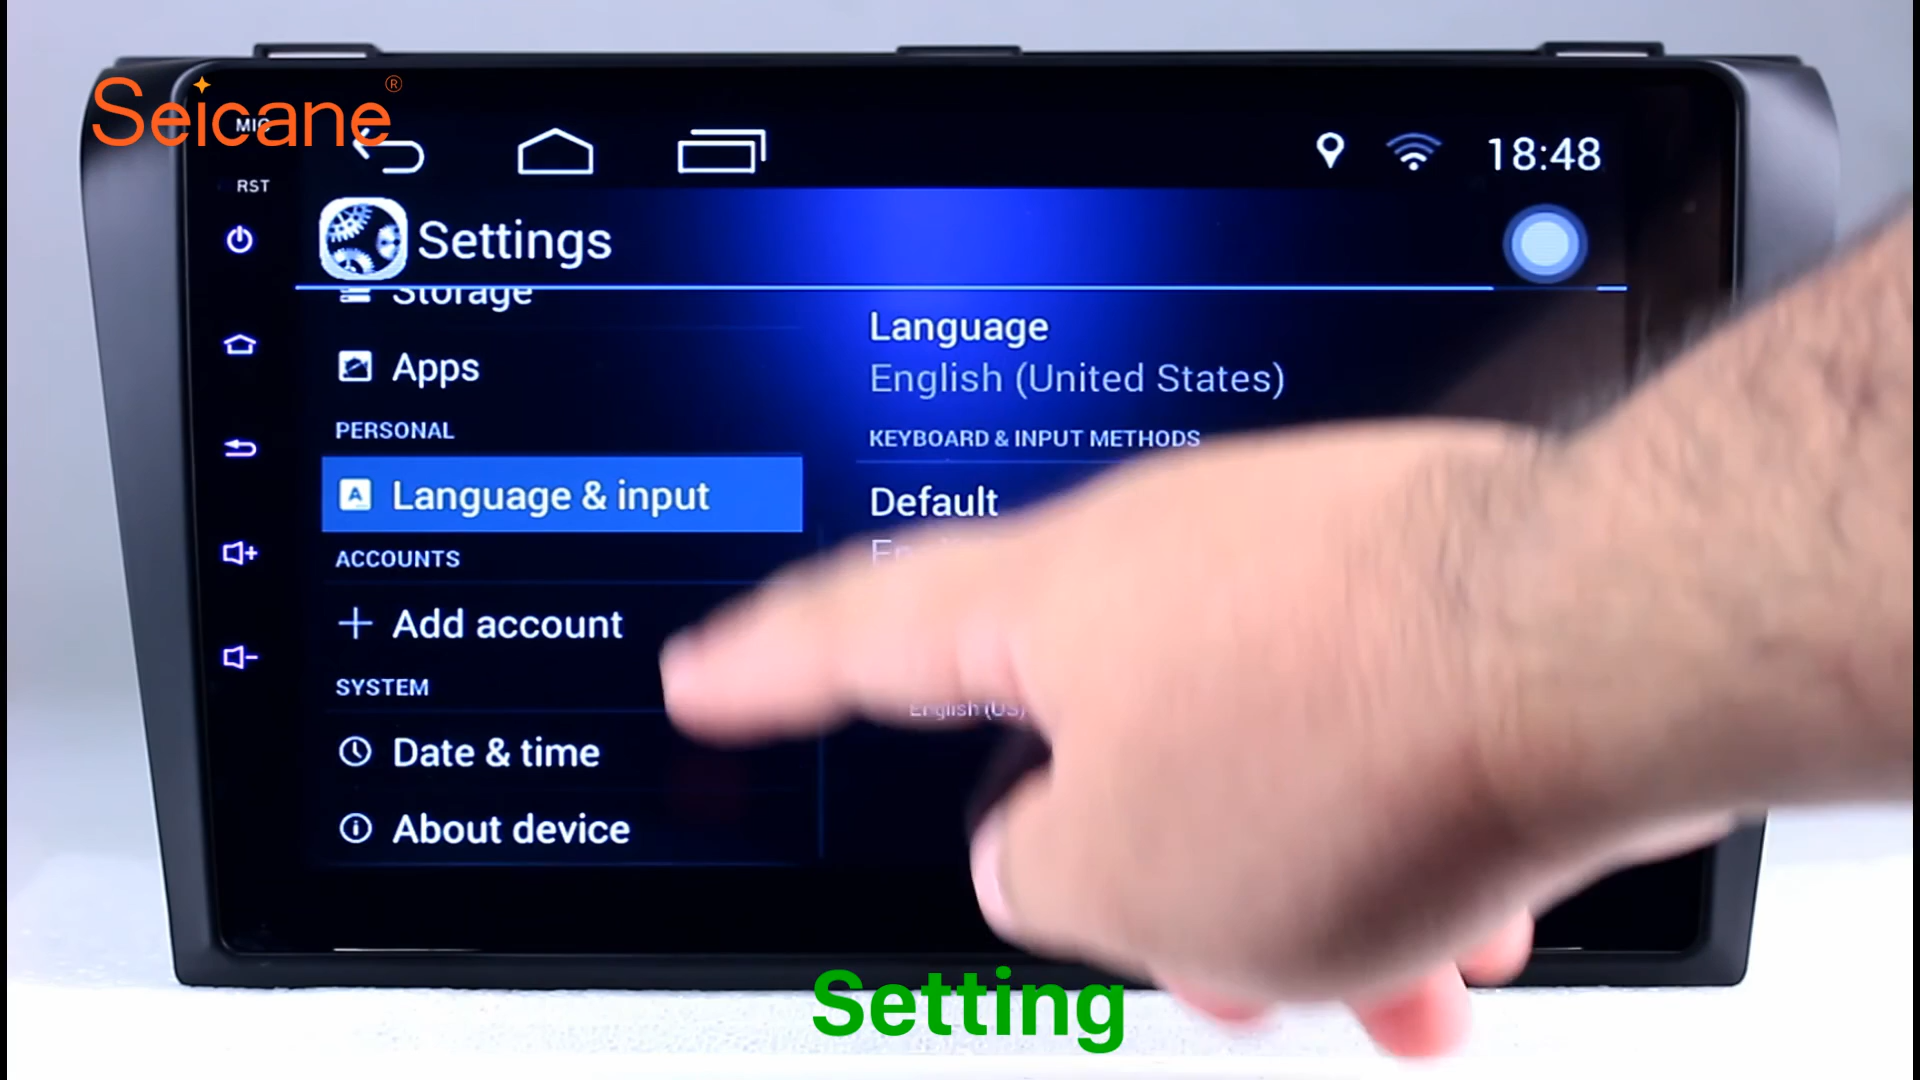 Seicane®
MIC
RST
18:48
Settings
Storage
Apps
PERSONAL
Language & input
ACCOUNTS
Add account
SYSTEM
Date & time
About device
Language
English (United States)
KEYBOARD & INPUT METHODS
Default
English (US)
Setting